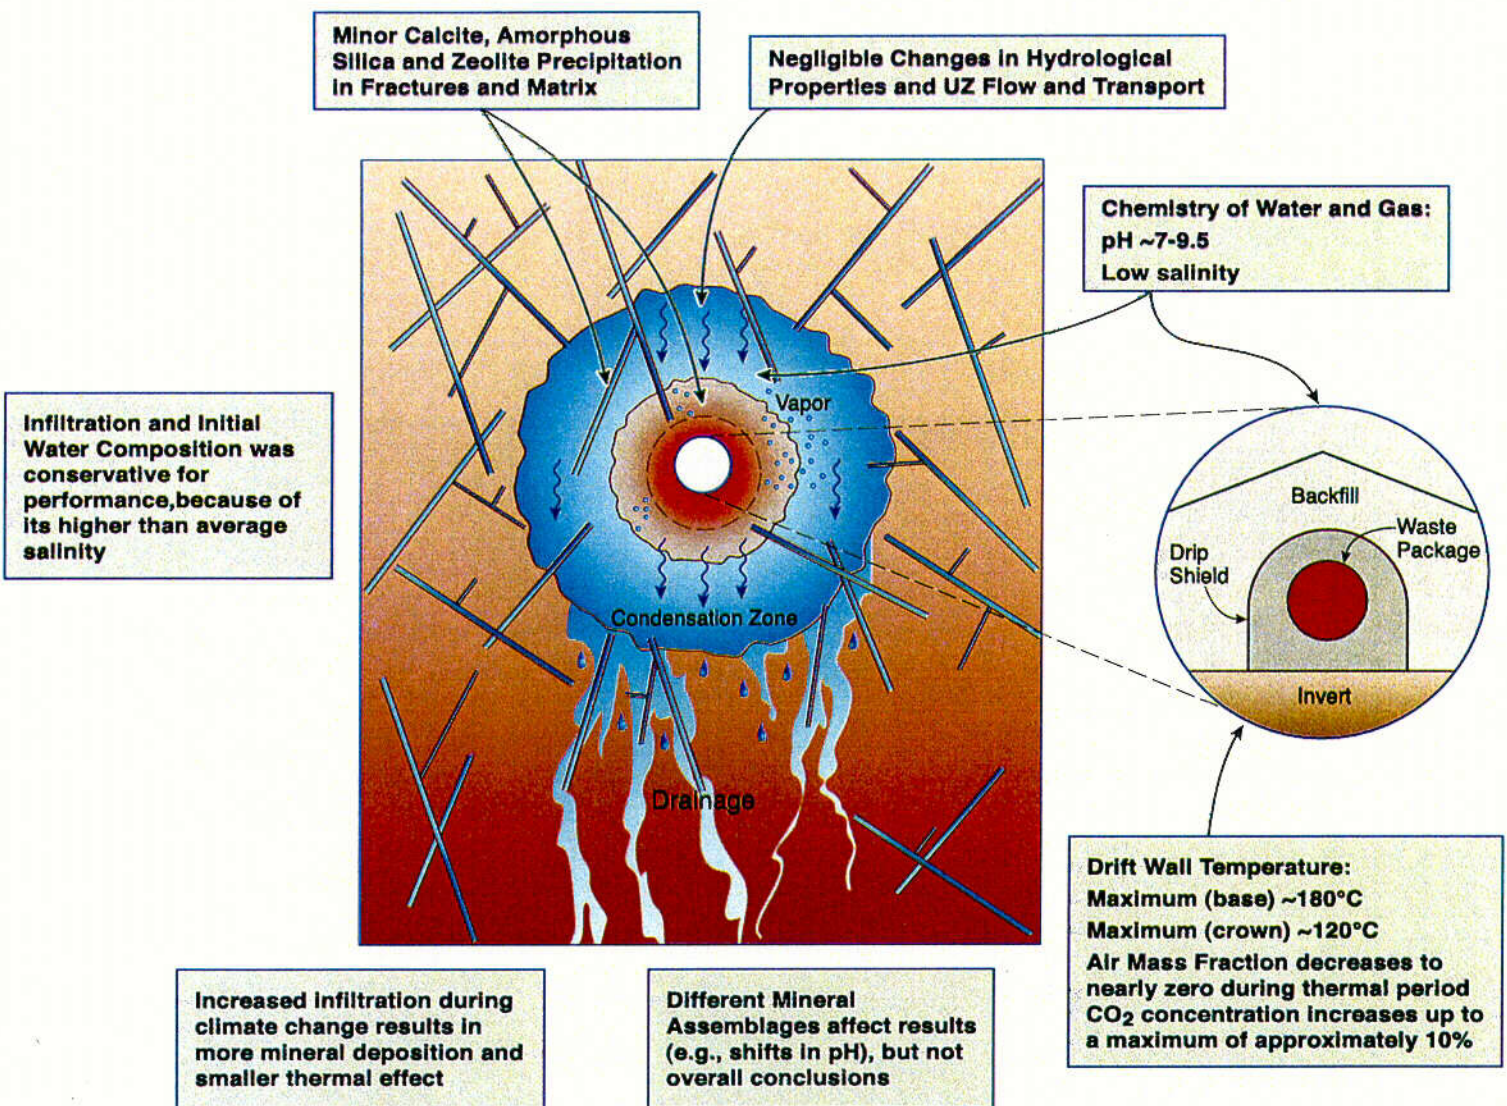 Minor Calcite, Amorphous
Silica and Zeolite Precipitation
in Fractures and Matrix
Negligible Changes in Hydrological
Properties and UZ Flow and Transport
Chemistry of Water and Gas:
pH ~7-9.5
Low salinity
Infiltration and Initial
Water Composition was
conservative for
performance,because of
its higher than average
salinity
Vapor
Condensation Zone
Drainage
Backfill
Waste
Package
Drip
Shield
Invert
Drift Wall Temperature:
Maximum (base) ~180°C
Maximum (crown) ~120°C
Air Mass Fraction decreases to
nearly zero during thermal period
CO₂ concentration increases up to
a maximum of approximately 10%
Increased infiltration during
climate change results in
more mineral deposition and
smaller thermal effect
Different Mineral
Assemblages affect results
(e.g., shifts in pH), but not
overall conclusions